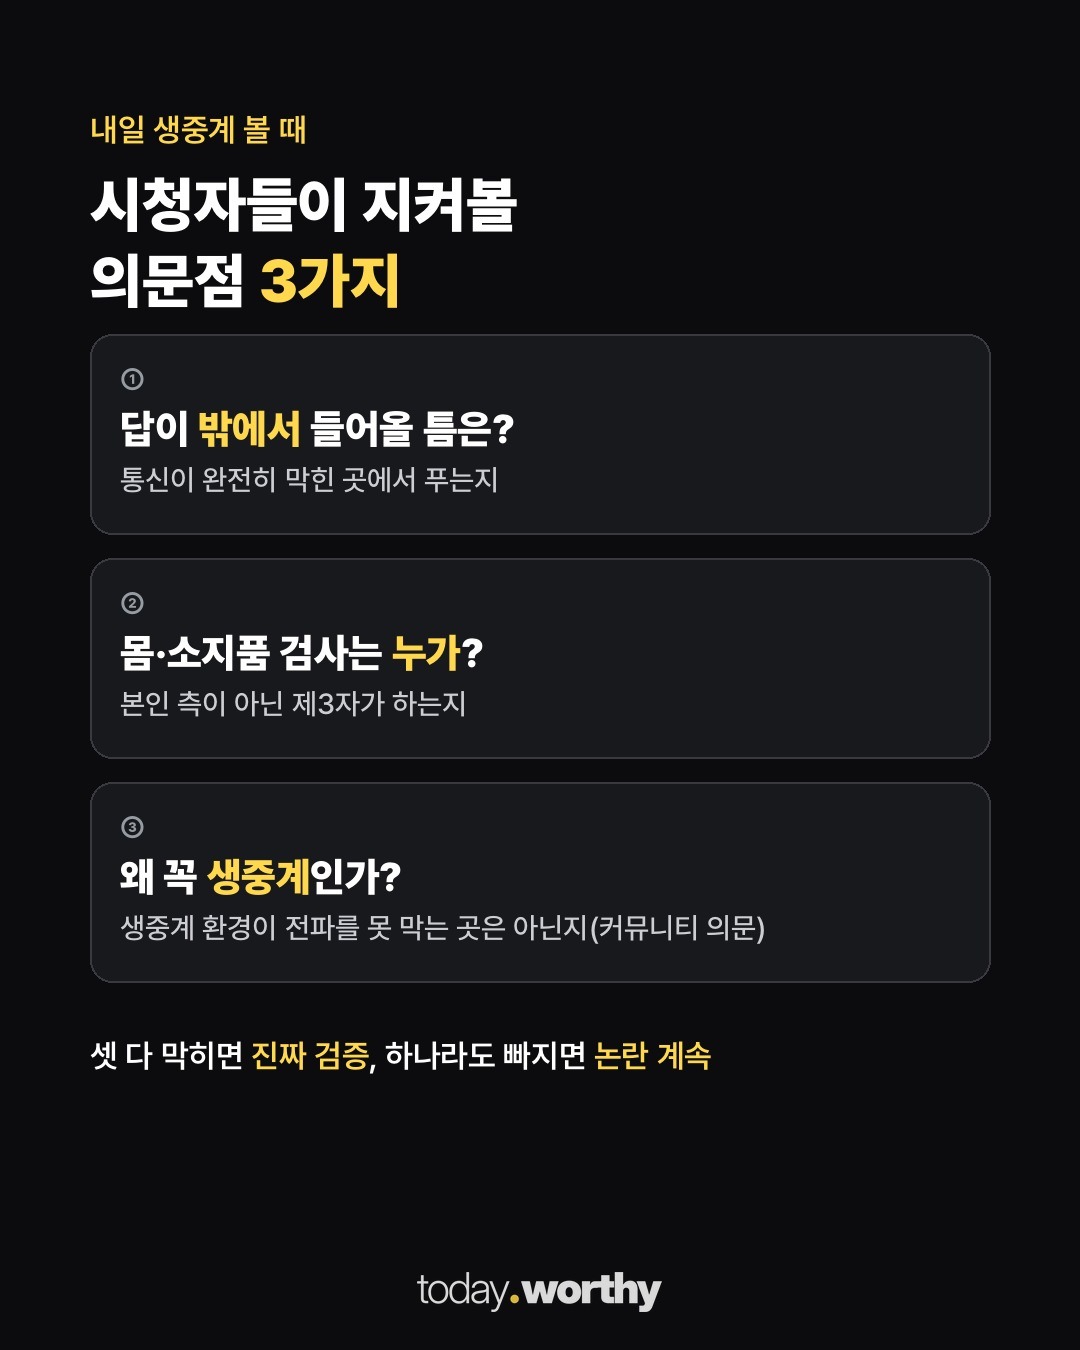 내일 생중계 볼 때
시청자들이 지켜볼
의문점 3가지
①
답이 밖에서 들어올 틈은?
통신이 완전히 막힌 곳에서 푸는지
②
몸·소지품 검사는 누가?
본인 측이 아닌 제3자가 하는지
③
왜 꼭 생중계인가?
생중계 환경이 전파를 못 막는 곳은 아닌지(커뮤니티 의문)
셋 다 막히면 진짜 검증, 하나라도 빠지면 논란 계속
today.worthy